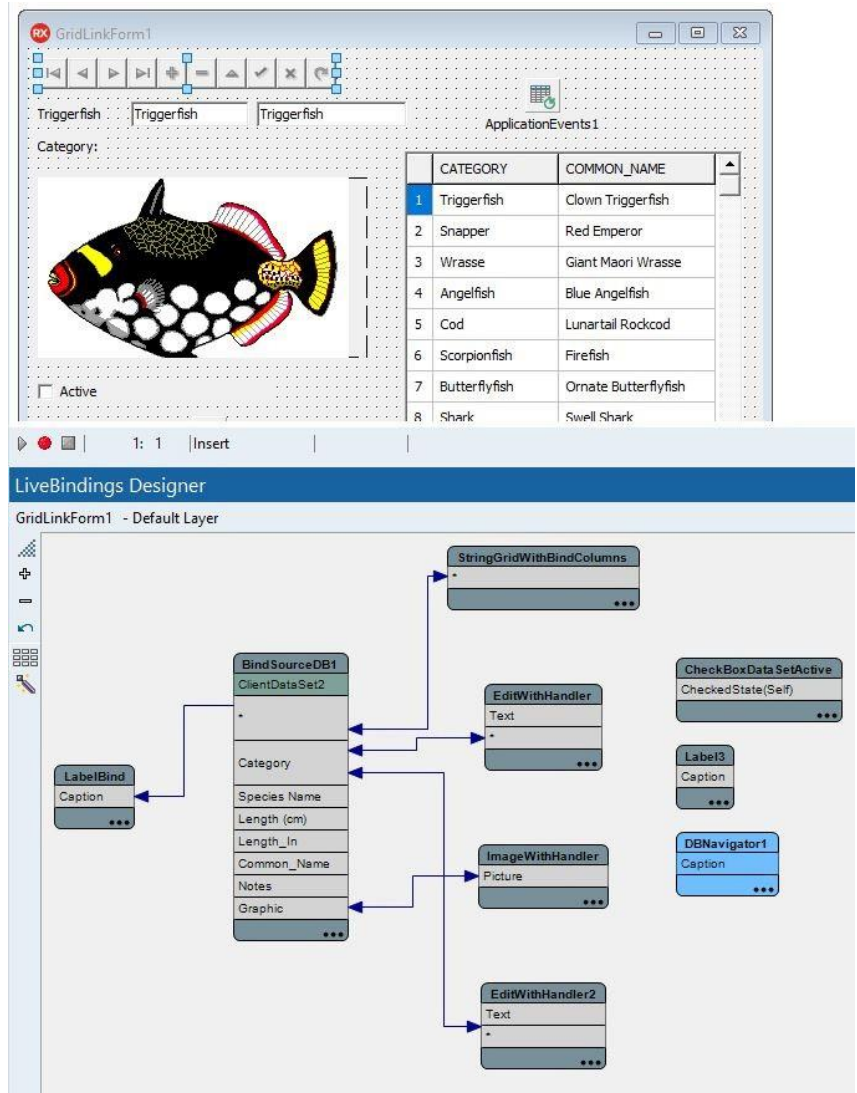 RX GridLinkForm1
Triggerfish Triggerfish Triggerfish
ApplicationEvents1
Category:
CATEGORY COMMON_NAME
1 Triggerfish Clown Triggerfish
2 Snapper Red Emperor
3 Wrasse Giant Maori Wrasse
4 Angelfish Blue Angelfish
5 Cod Lunartail Rockcod
6 Scorpionfish Firefish
7 Butterflyfish Ornate Butterflyfish
8 Shark Swell Shark
Active
1: 1 Insert
LiveBindings Designer
GridLinkForm1 - Default Layer
StringGridWithBindColumns
*
BindSourceDB1
ClientDataSet2
*
Category
Species Name
Length (cm)
Length_In
Common_Name
Notes
Graphic
LabelBind
Caption
EditWithHandler
Text
*
ImageWithHandler
Picture
EditWithHandler2
Text
*
CheckBoxDataSetActive
CheckedState(Self)
Label3
Caption
DBNavigator1
Caption